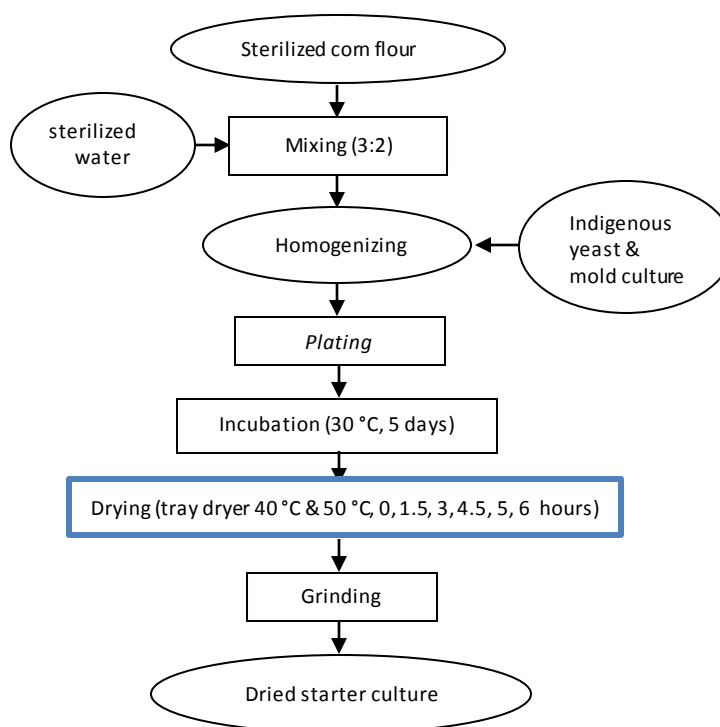 Sterilized corn flour
sterilized
water
Mixing (3:2)
Homogenizing
Indigenous
yeast &
mold culture
Plating
Incubation (30 °C, 5 days)
Drying (tray dryer 40 °C & 50 °C, 0, 1.5, 3, 4.5, 5, 6 hours)
Grinding
Dried starter culture